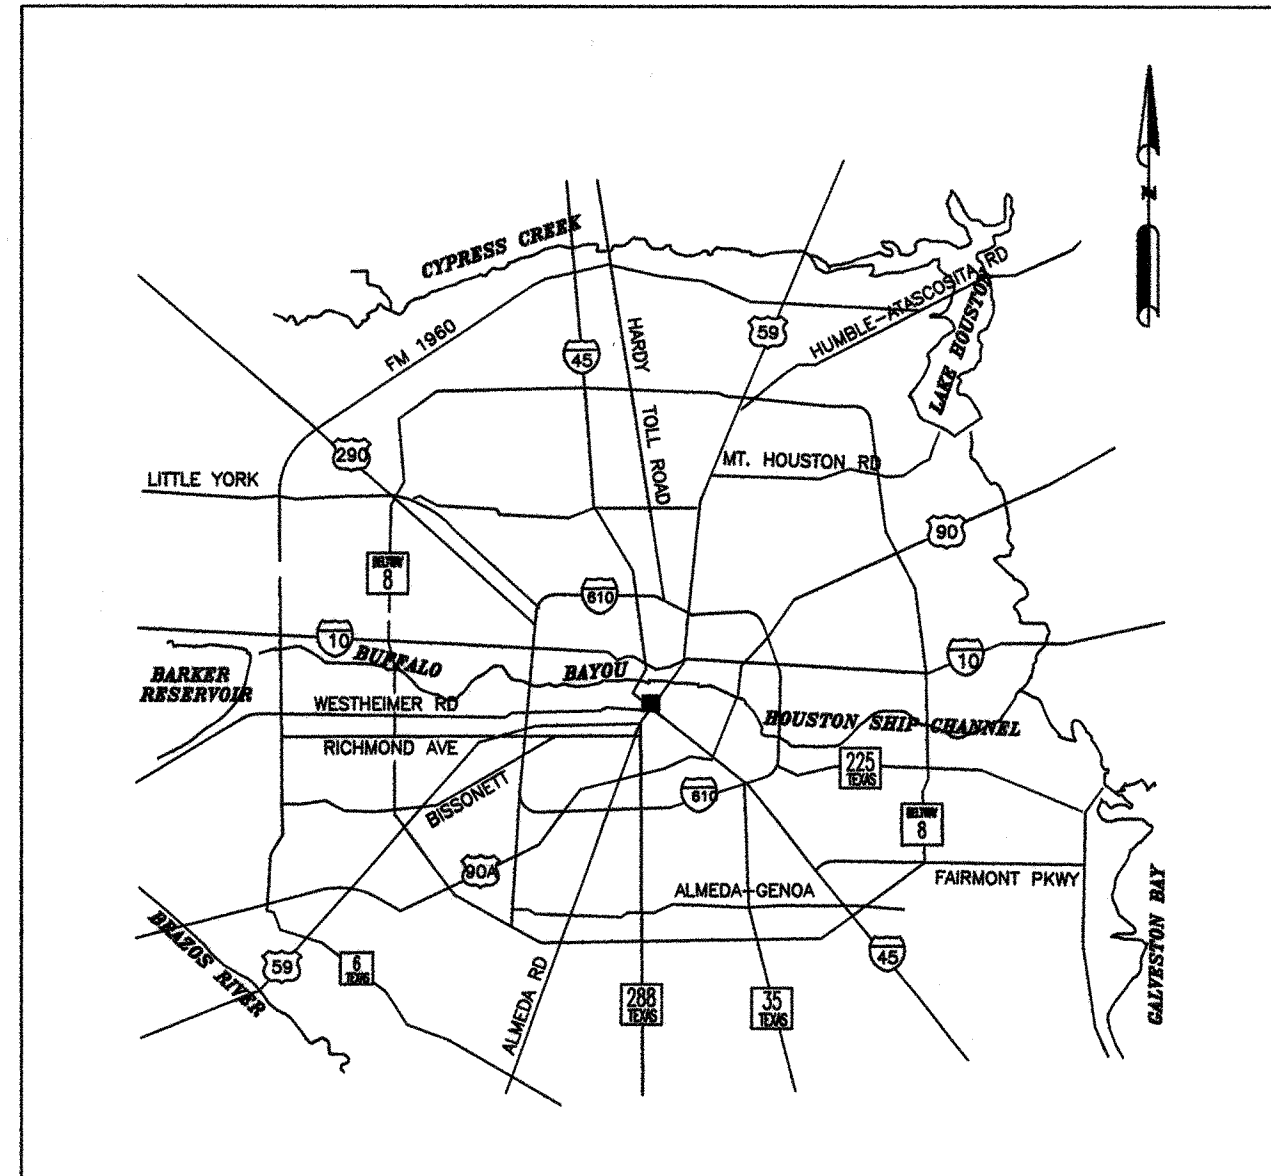 N
CYPRESS CREEK
HUMBLE-ATASCOSITA RD
FM 1960
HARDY
TOLL ROAD
59
45
LAKE HOUSTON
290
MT. HOUSTON RD
LITTLE YORK
90
BELTWAY
8
610
10
BUFFALO
BAYOU
10
BARKER
RESERVOIR
WESTHEIMER RD
HOUSTON SHIP CHANNEL
RICHMOND AVE
225
TEXAS
BISSONETT
610
BELTWAY
8
90A
ALMEDA-GENOA
FAIRMONT PKWY
GALVESTON BAY
BRAZOS RIVER
59
6
TEXAS
ALMEDA RD
45
288
TEXAS
35
TEXAS